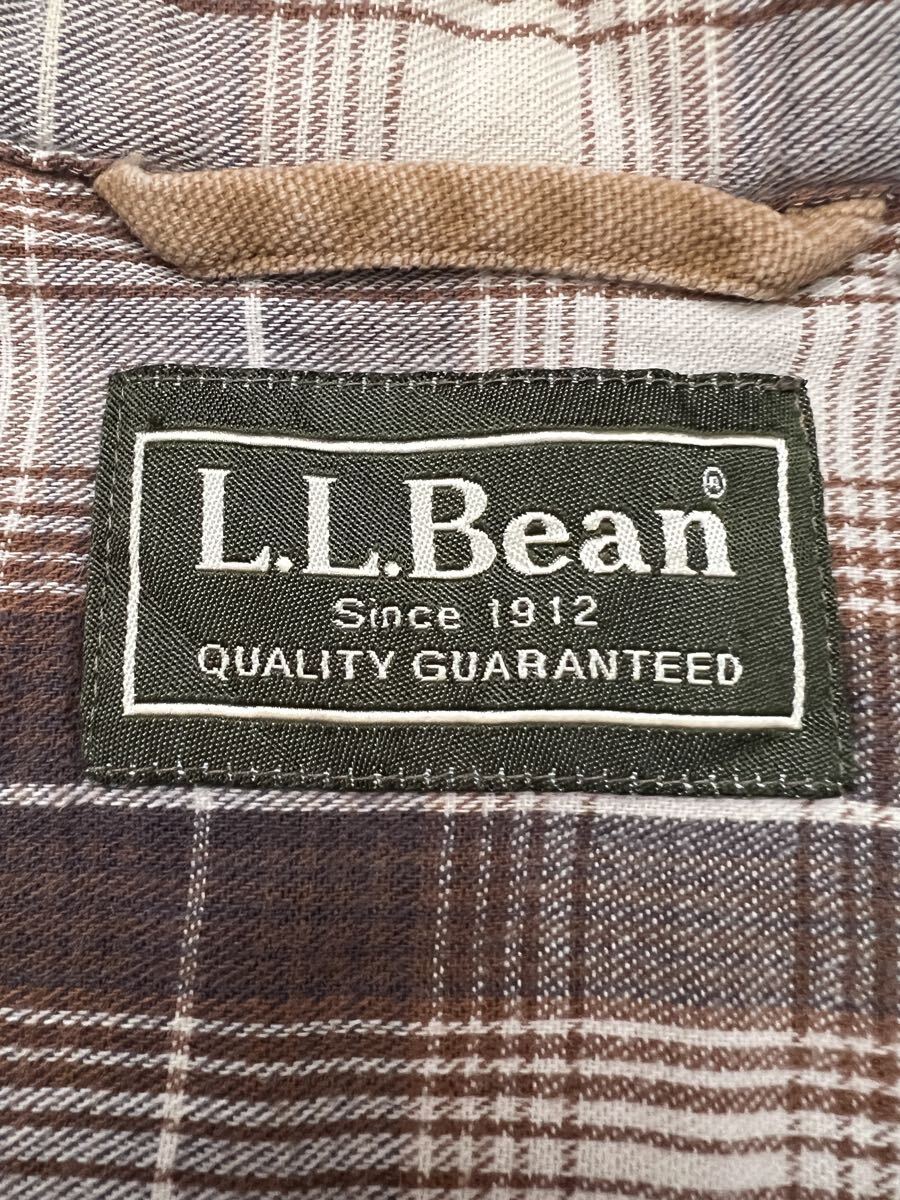 L.L.Bean®
Since 1912
QUALITY GUARANTEED